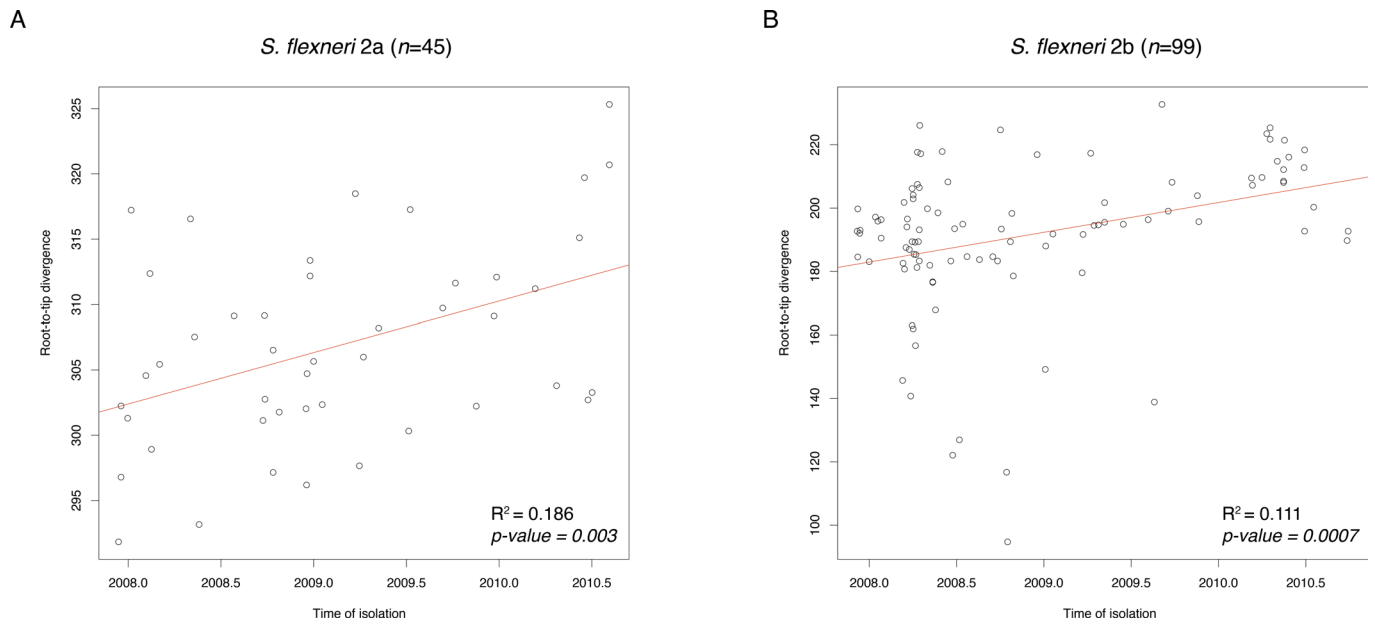 A
S. flexneri 2a (n=45)
Root-to-tip divergence
325
320
315
310
305
300
295
R² = 0.186
p-value = 0.003
2008.0 2008.5 2009.0 2009.5 2010.0 2010.5
Time of isolation
B
S. flexneri 2b (n=99)
Root-to-tip divergence
220
200
180
160
140
120
100
R² = 0.111
p-value = 0.0007
2008.0 2008.5 2009.0 2009.5 2010.0 2010.5
Time of isolation